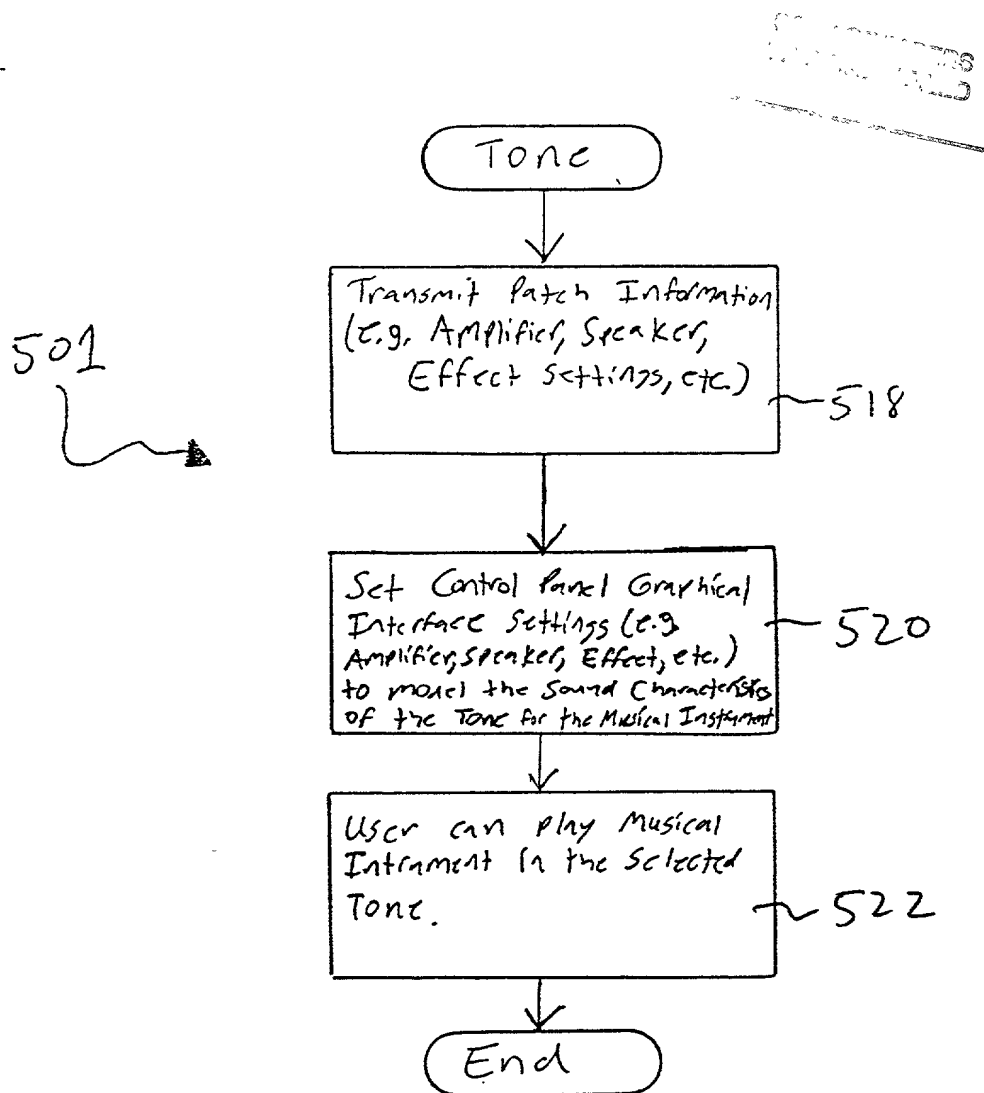 Tone
Transmit Patch Information
(e.g. Amplifier, Speaker,
Effect Settings, etc.)
501
518
Set Control Panel Graphical
Interface Settings (e.g.
Amplifier, Speaker, Effect, etc.)
to model the Sound Characteristics
of the Tone for the Musical Instrument
520
User can play Musical
Intrument in the Selected
Tone.
522
End